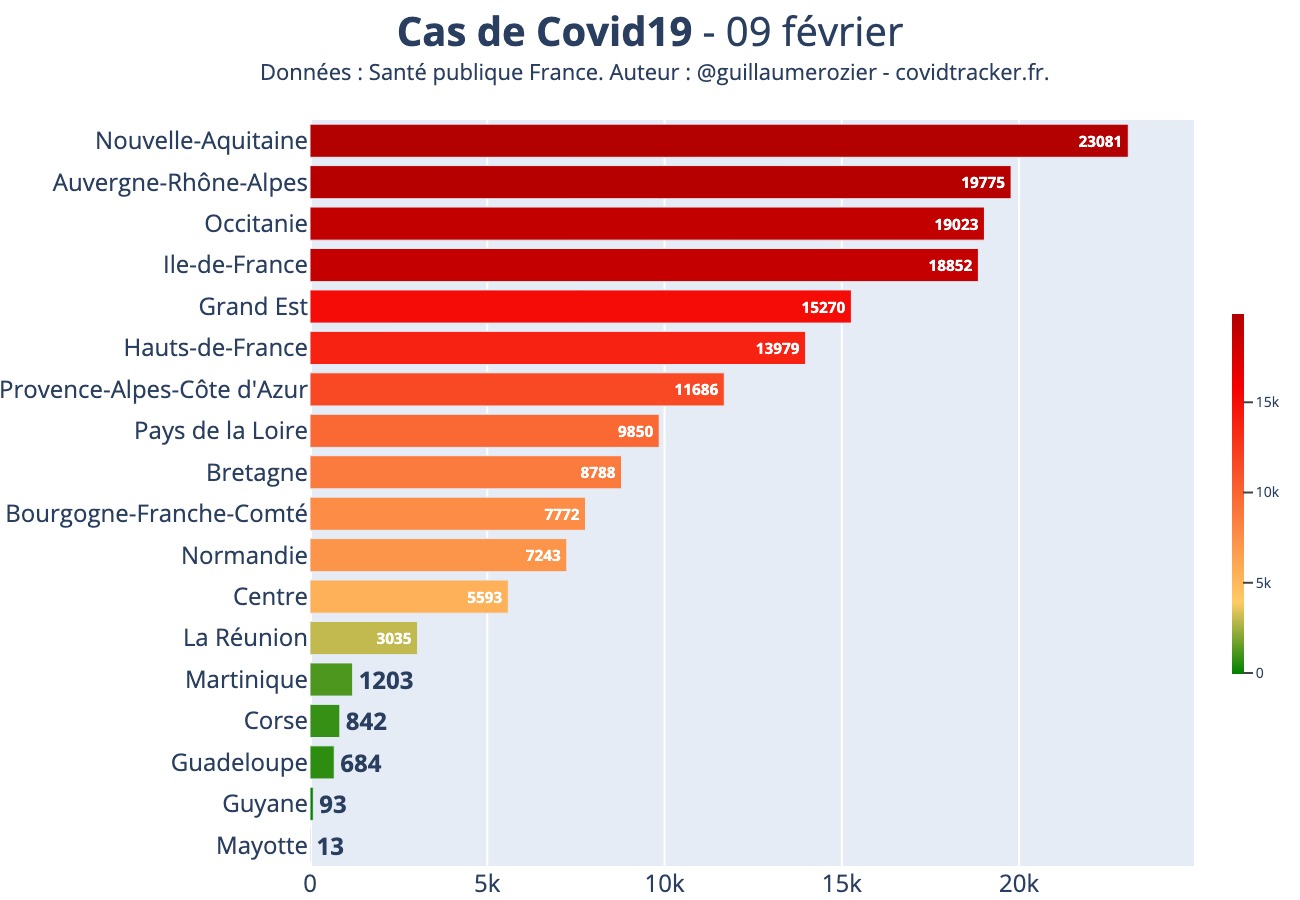 Cas de Covid19 - 09 février
Données : Santé publique France. Auteur : @guillaumerozier - covidtracker.fr.
Nouvelle-Aquitaine 23081
Auvergne-Rhône-Alpes 19775
Occitanie 19023
Ile-de-France 18852
Grand Est 15270
Hauts-de-France 13979
Provence-Alpes-Côte d'Azur 11686
Pays de la Loire 9850
Bretagne 8788
Bourgogne-Franche-Comté 7772
Normandie 7243
Centre 5593
La Réunion 3035
Martinique 1203
Corse 842
Guadeloupe 684
Guyane 93
Mayotte 13
0 5k 10k 15k 20k
15k
10k
5k
0